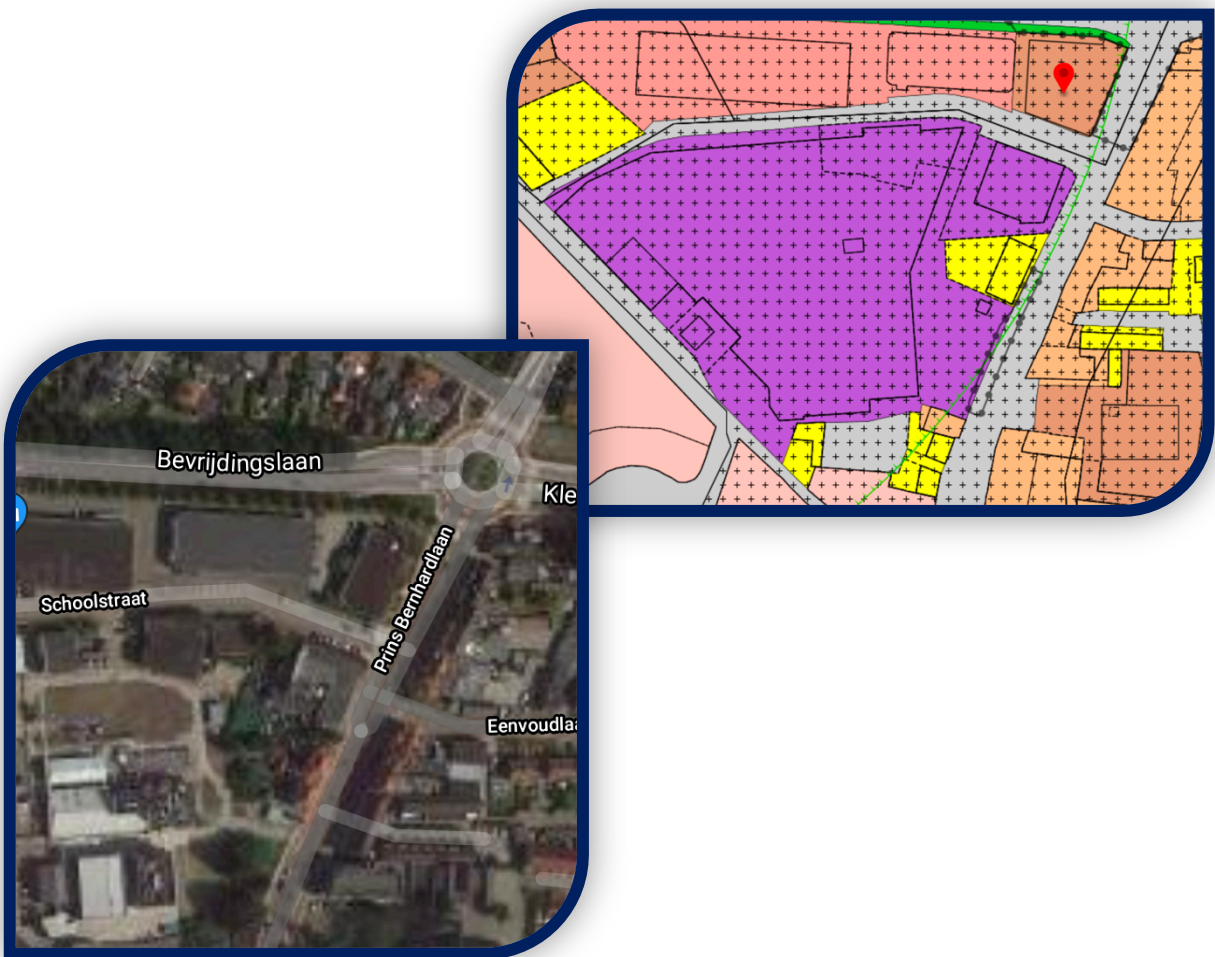 Bevrijdingslaan
Kle
Prins Bernhardlaan
Schoolstraat
Eenvoudlaa